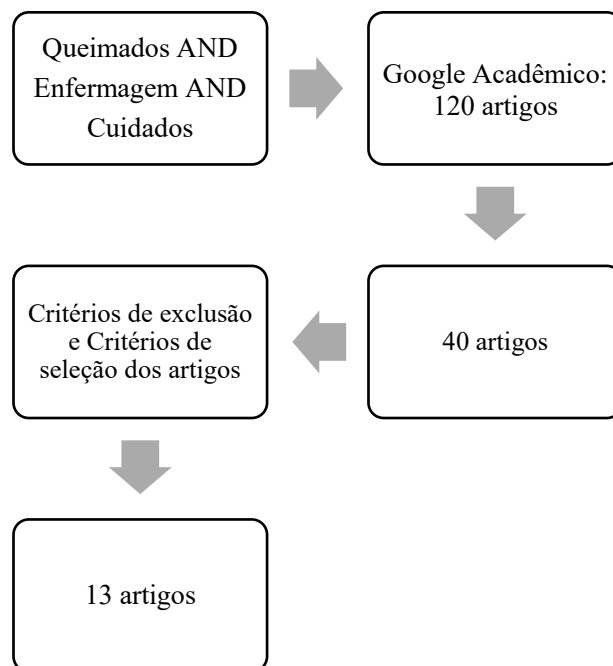 Queimados AND
Enfermagem AND
Cuidados
Google Acadêmico:
120 artigos
40 artigos
Critérios de exclusão
e Critérios de
seleção dos artigos
13 artigos